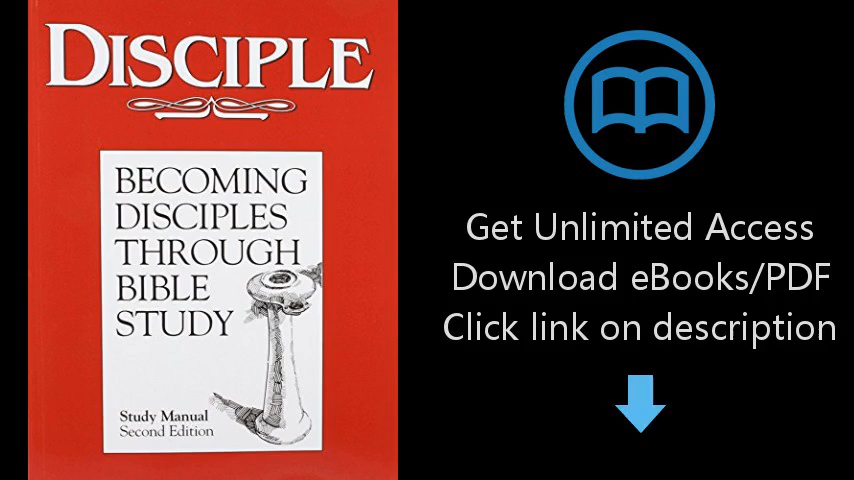 DISCIPLE
BECOMING
DISCIPLES
THROUGH
BIBLE
STUDY
Study Manual
Second Edition
Get Unlimited Access
Download eBooks/PDF
Click link on description